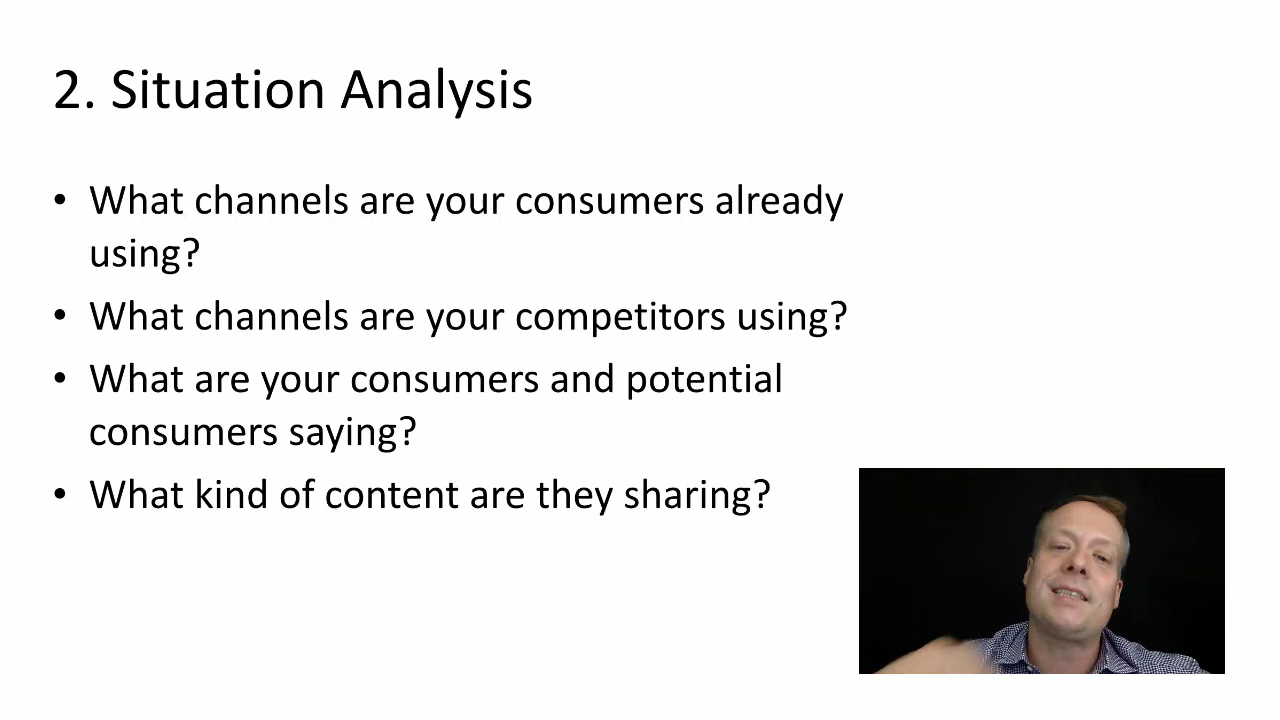 2. Situation Analysis
• What channels are your consumers already
using?
• What channels are your competitors using?
• What are your consumers and potential
consumers saying?
• What kind of content are they sharing?